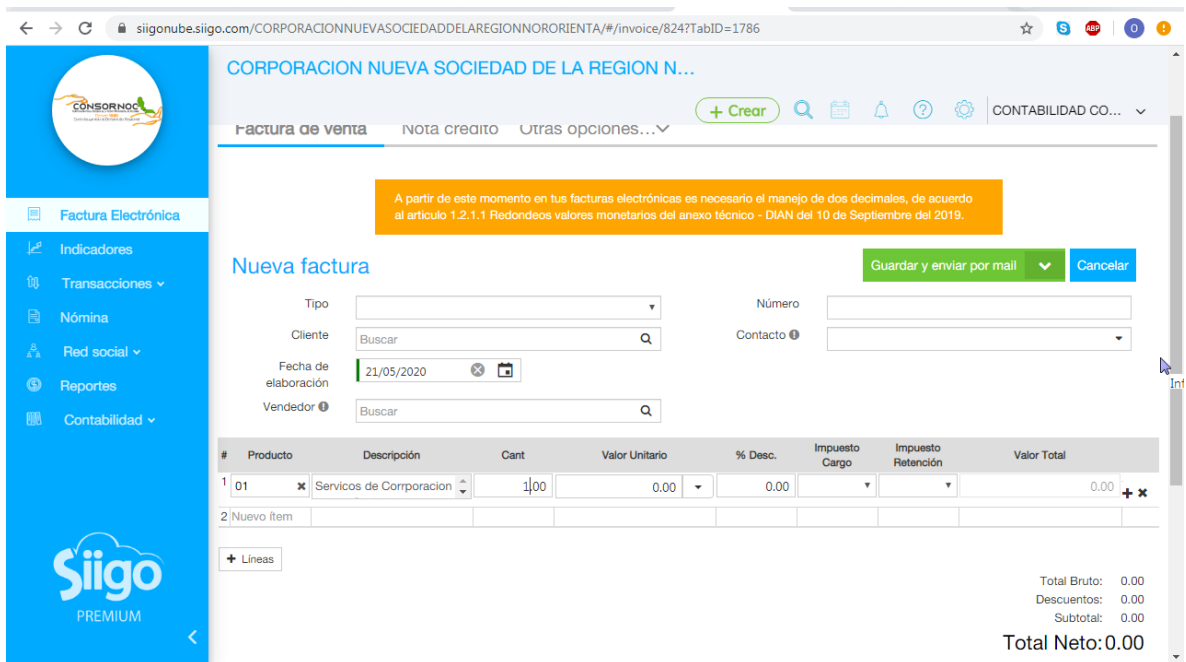 siigonube.siigo.com/CORPORACIONNUEVASOCIEDADDELAREGIONNORORIENTA/#/invoice/824?TabID=1786
S ABP O
CORPORACION NUEVA SOCIEDAD DE LA REGION N...
CONSORNOC
+ Crear
CONTABILIDAD CO...
Factura de venta Nota crédito Otras opciones...
A partir de este momento en tus facturas electrónicas es necesario el manejo de dos decimales, de acuerdo
al articulo 1.2.1.1 Redondeos valores monetarios del anexo técnico - DIAN del 10 de Septiembre del 2019.
Factura Electrónica
Indicadores
Transacciones
Nómina
Red social
Reportes
Contabilidad
Siigo
PREMIUM
Nueva factura
Guardar y enviar por mail
Cancelar
Tipo
Número
Cliente Buscar
Contacto
Fecha de
elaboración
21/05/2020
Vendedor Buscar
Inf
# Producto Descripción Cant Valor Unitario % Desc. Impuesto Cargo Impuesto Retención Valor Total
1 01 Servicos de Corrporacion 1.00 0.00 0.00 0.00
2 Nuevo ítem
+ Líneas
Total Bruto: 0.00
Descuentos: 0.00
Subtotal: 0.00
Total Neto: 0.00